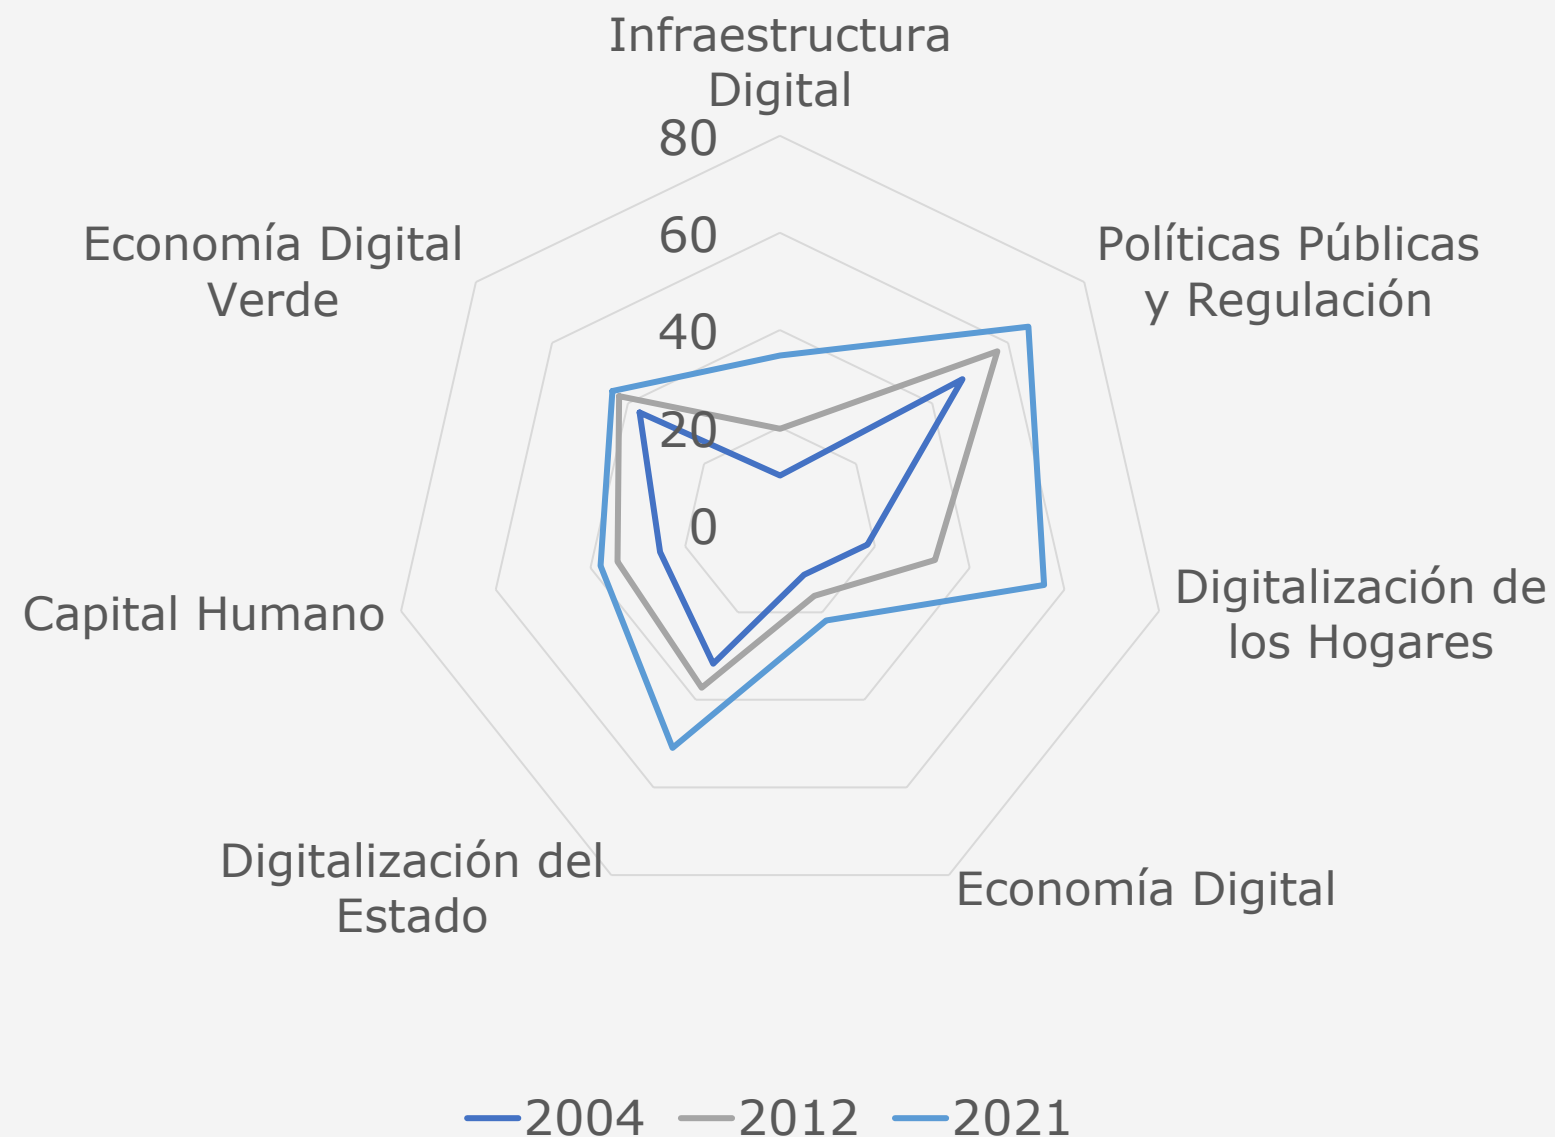 Infraestructura
Digital
80
60
40
20
0
Políticas Públicas
y Regulación
Digitalización de
los Hogares
Economía Digital
Digitalización del
Estado
Capital Humano
Economía Digital
Verde
2004
2012
2021